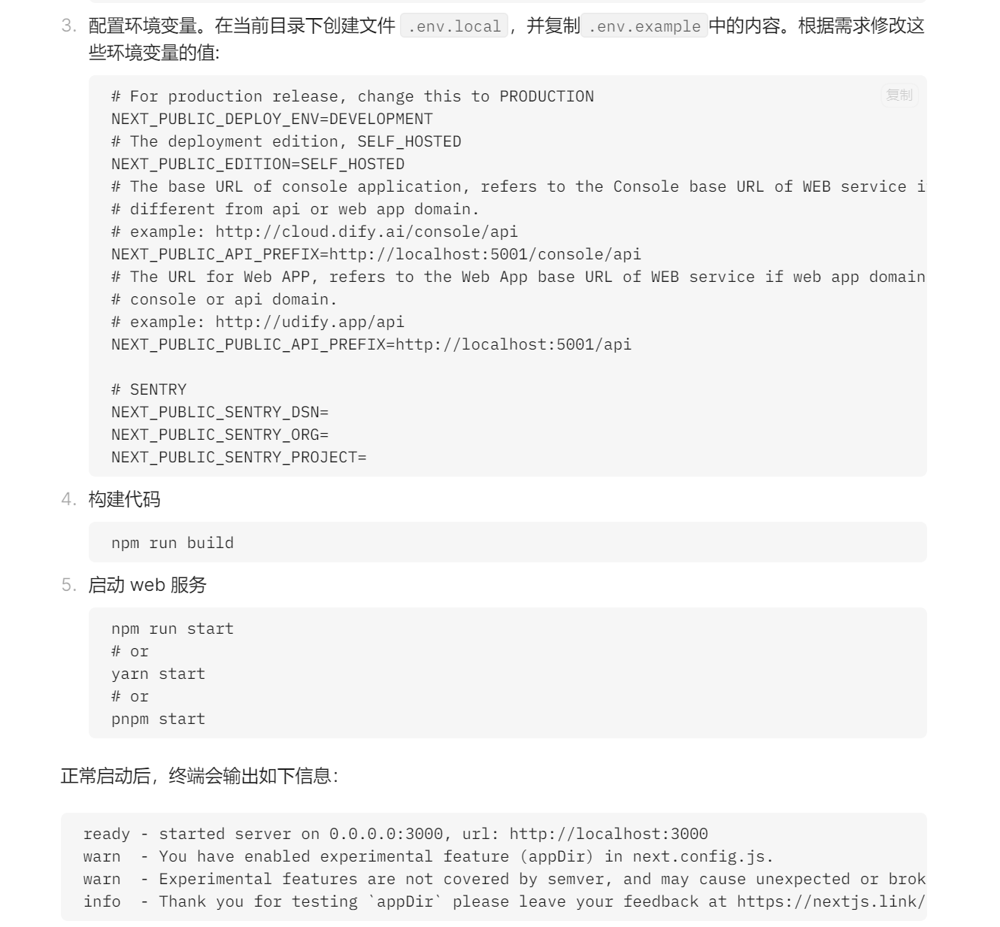 3. 配置环境变量。在当前目录下创建文件 .env.local，并复制 .env.example 中的内容。根据需求修改这
些环境变量的值:
复制
# For production release, change this to PRODUCTION
NEXT_PUBLIC_DEPLOY_ENV=DEVELOPMENT
# The deployment edition, SELF_HOSTED
NEXT_PUBLIC_EDITION=SELF_HOSTED
# The base URL of console application, refers to the Console base URL of WEB service i
# different from api or web app domain.
# example: http://cloud.dify.ai/console/api
NEXT_PUBLIC_API_PREFIX=http://localhost:5001/console/api
# The URL for Web APP, refers to the Web App base URL of WEB service if web app domain
# console or api domain.
# example: http://udify.app/api
NEXT_PUBLIC_PUBLIC_API_PREFIX=http://localhost:5001/api
# SENTRY
NEXT_PUBLIC_SENTRY_DSN=
NEXT_PUBLIC_SENTRY_ORG=
NEXT_PUBLIC_SENTRY_PROJECT=
4. 构建代码
npm run build
5. 启动 web 服务
npm run start
# or
yarn start
# or
pnpm start
正常启动后，终端会输出如下信息：
ready - started server on 0.0.0.0:3000, url: http://localhost:3000
warn  - You have enabled experimental feature (appDir) in next.config.js.
warn  - Experimental features are not covered by semver, and may cause unexpected or brok
info  - Thank you for testing `appDir` please leave your feedback at https://nextjs.link/